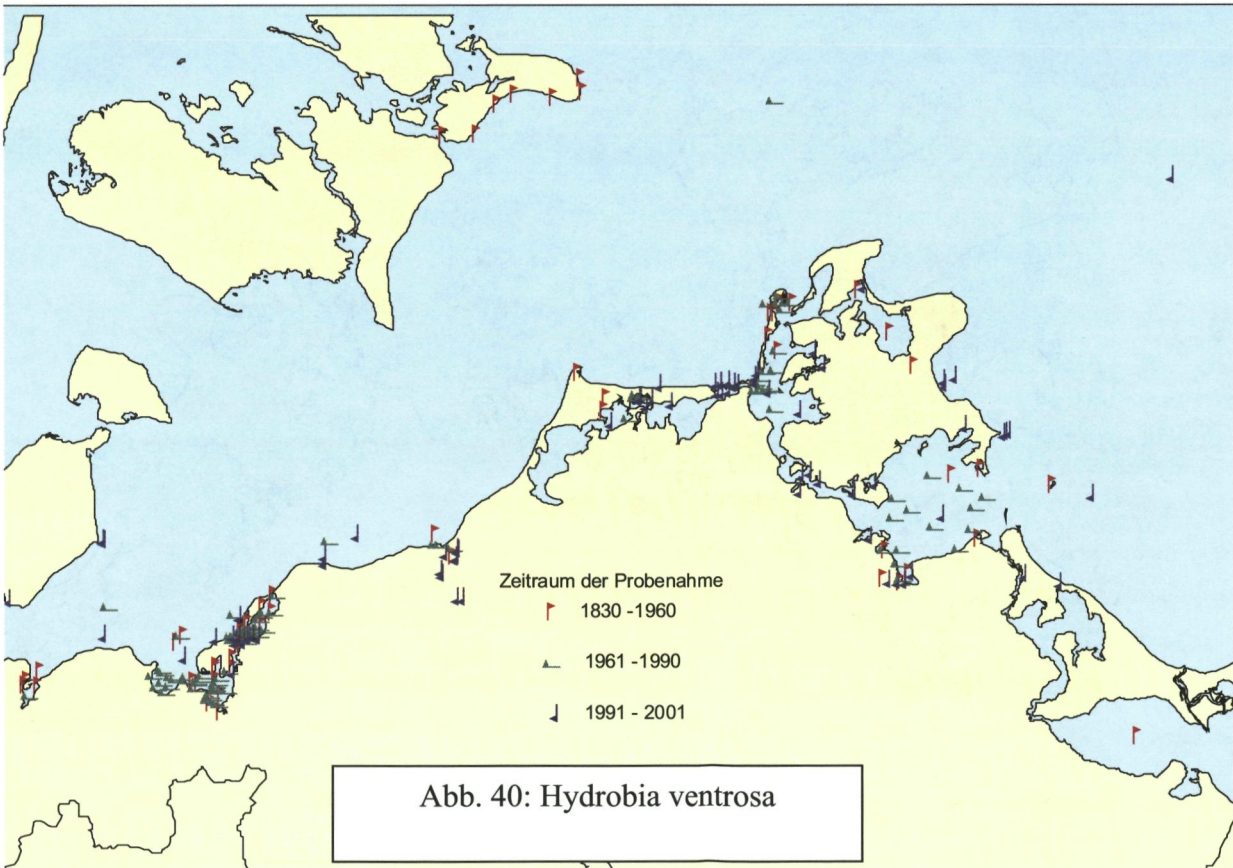 Zeitraum der Probenahme
1830 -1960
1961 -1990
1991 - 2001
Abb. 40: Hydrobia ventrosa